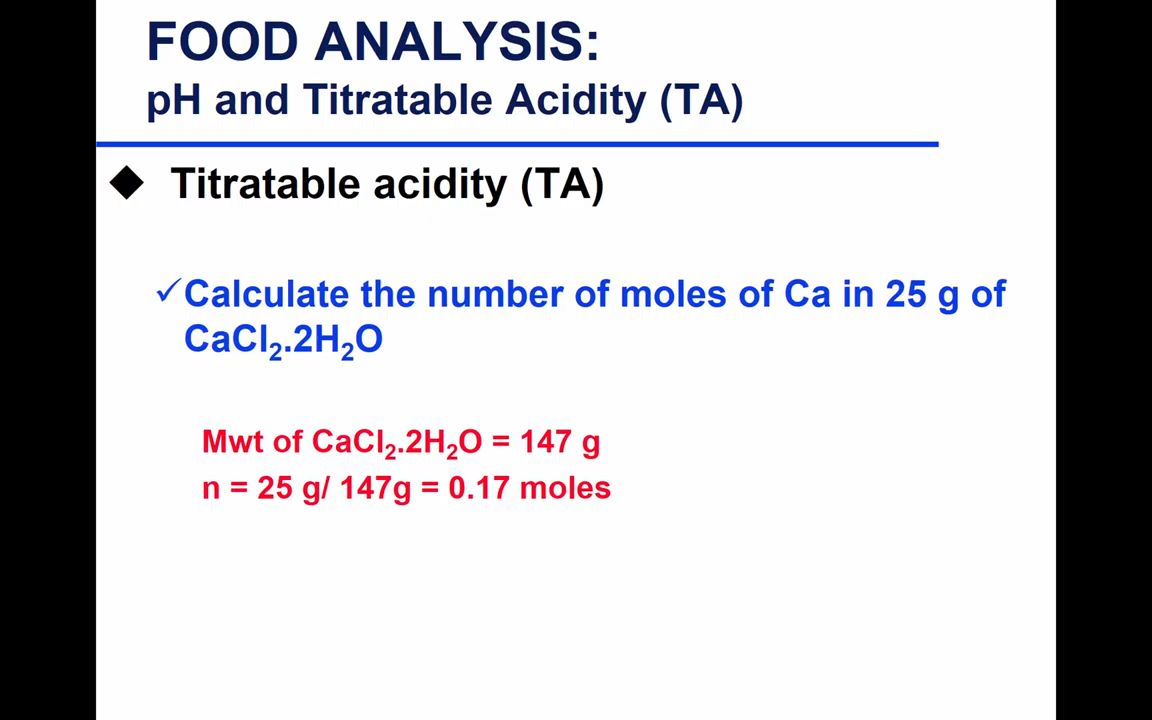 FOOD ANALYSIS:
pH and Titratable Acidity (TA)
◆ Titratable acidity (TA)
✓Calculate the number of moles of Ca in 25 g of
CaCl₂.2H₂O
Mwt of CaCl₂.2H₂O = 147 g
n = 25 g/ 147g = 0.17 moles